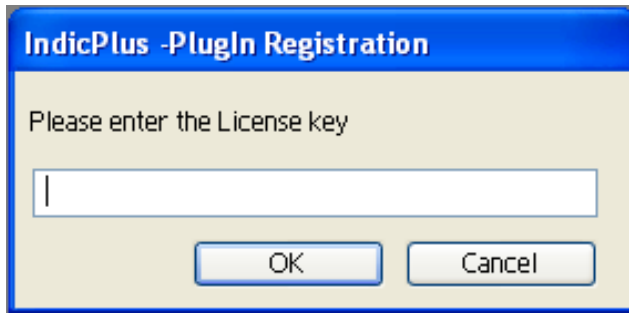 IndicPlus -PlugIn Registration
Please enter the License key
OK
Cancel